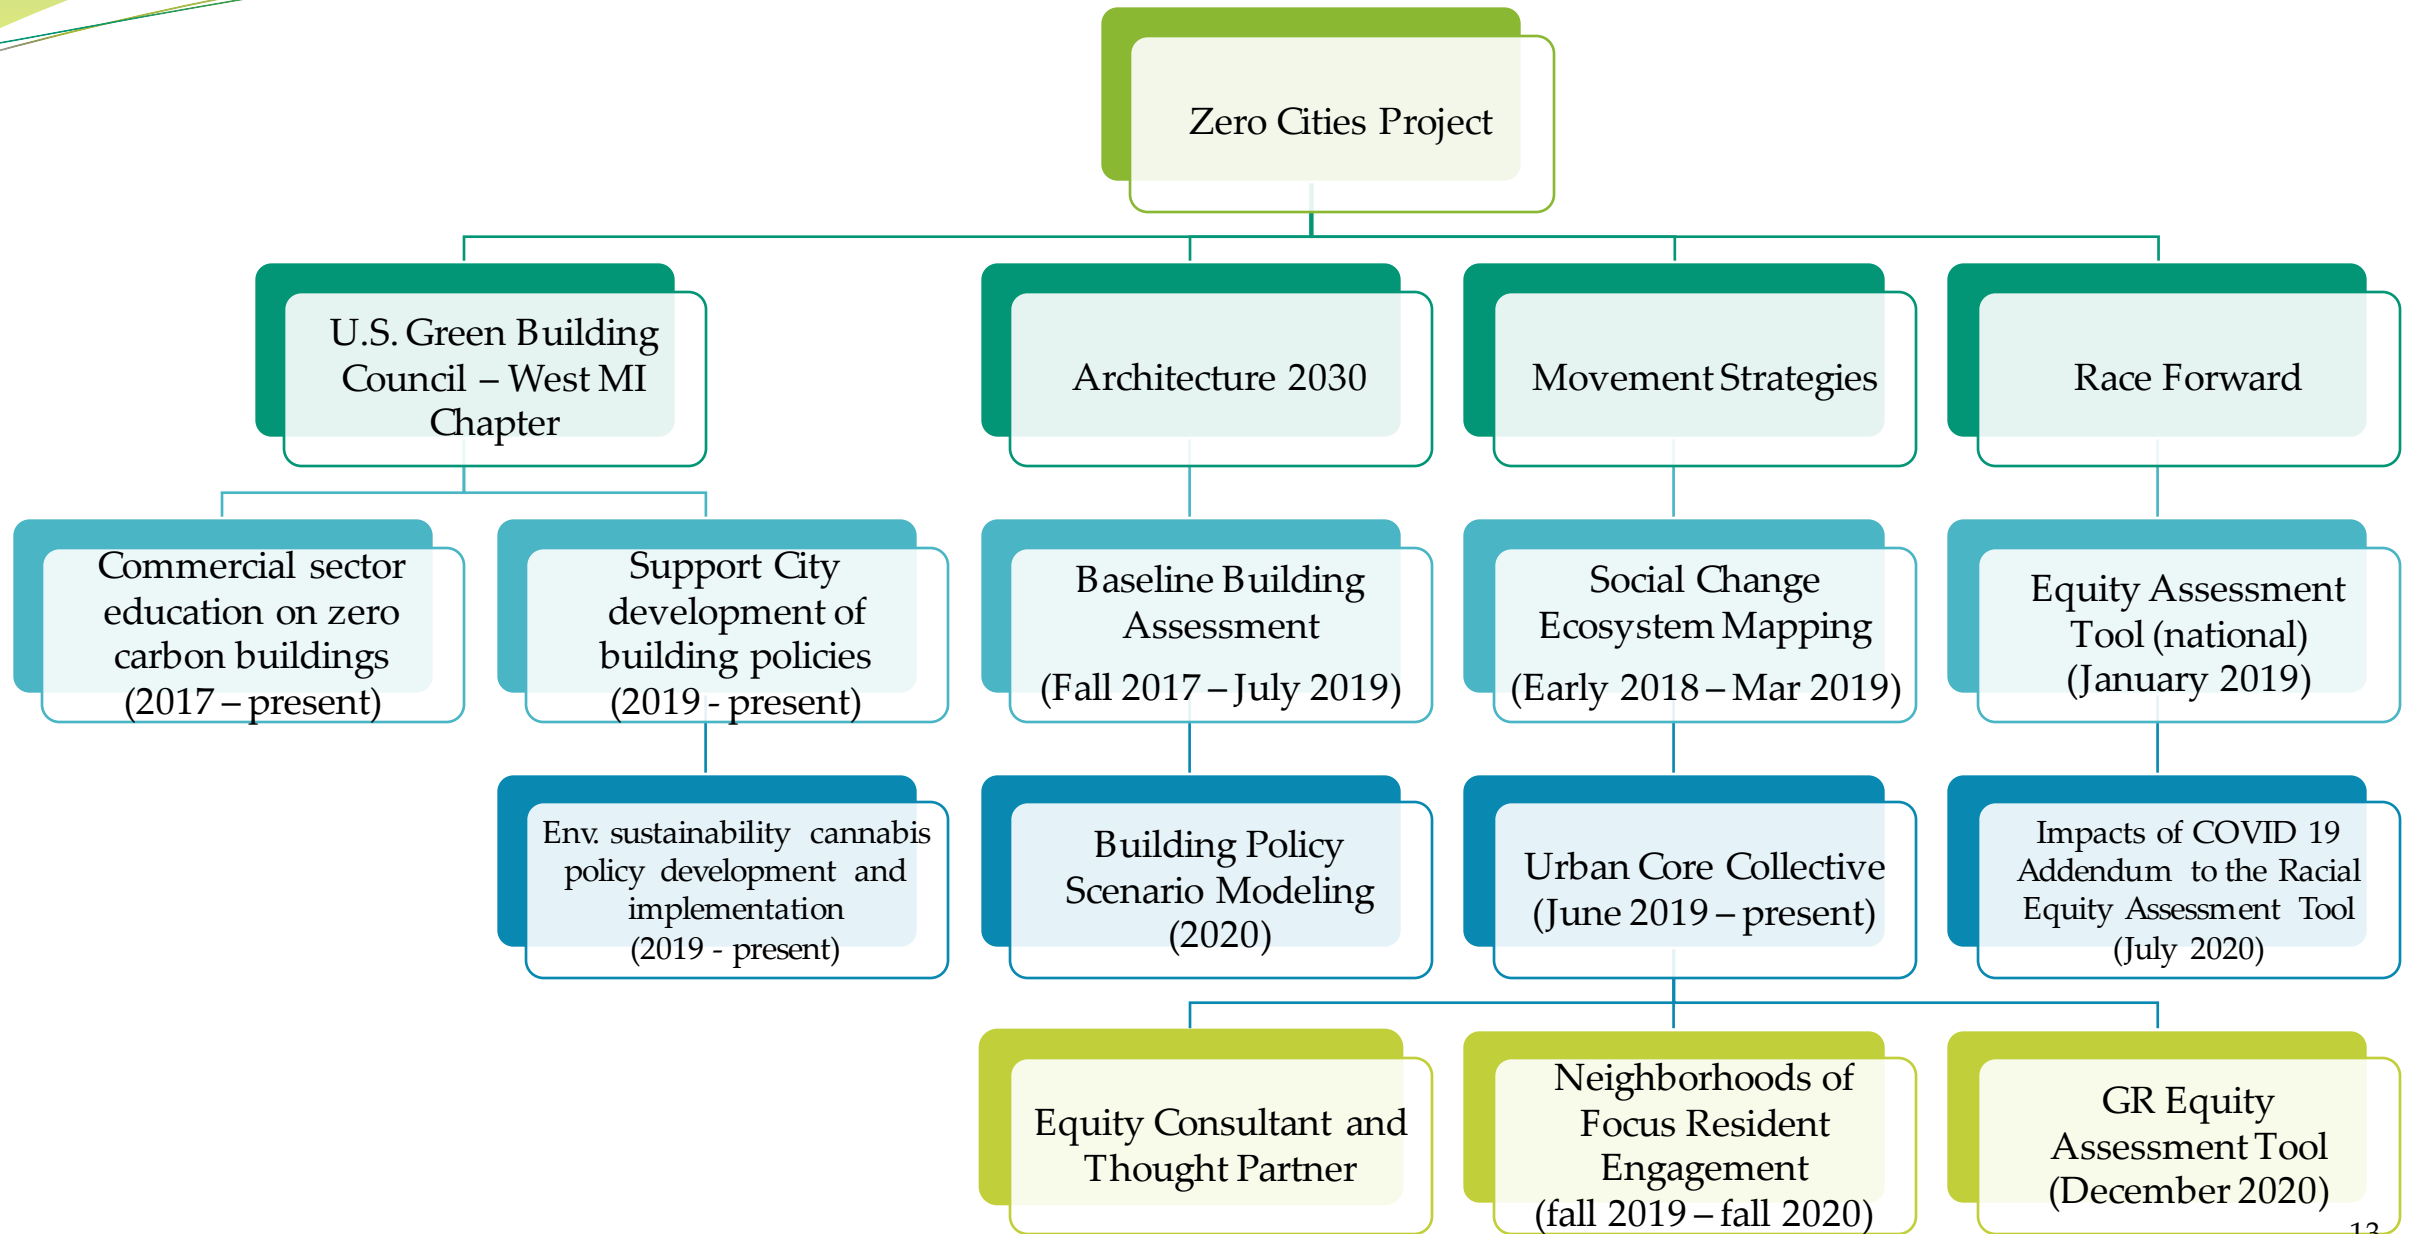 Zero Cities Project
U.S. Green Building
Council – West MI
Chapter
Architecture 2030
Movement Strategies
Race Forward
Commercial sector
education on zero
carbon buildings
(2017 – present)
Support City
development of
building policies
(2019 - present)
Baseline Building
Assessment
(Fall 2017 – July 2019)
Social Change
Ecosystem Mapping
(Early 2018 – Mar 2019)
Equity Assessment
Tool (national)
(January 2019)
Env. sustainability cannabis
policy development and
implementation
(2019 - present)
Building Policy
Scenario Modeling
(2020)
Urban Core Collective
(June 2019 – present)
Impacts of COVID 19
Addendum to the Racial
Equity Assessment Tool
(July 2020)
Equity Consultant and
Thought Partner
Neighborhoods of
Focus Resident
Engagement
(fall 2019 – fall 2020)
GR Equity
Assessment Tool
(December 2020)
13